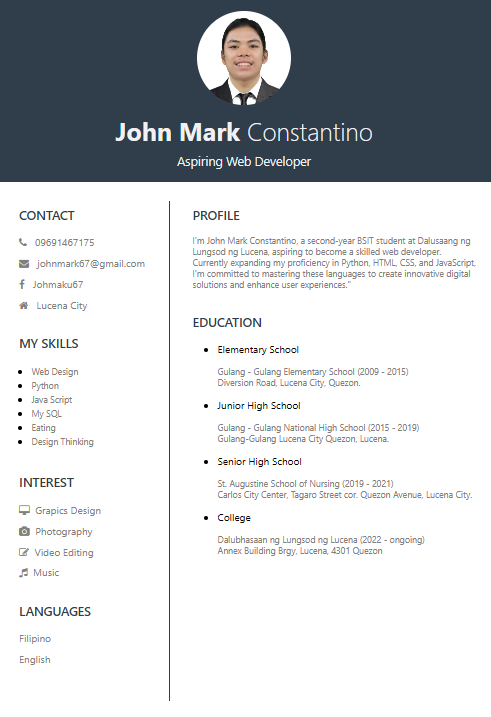 John Mark Constantino
Aspiring Web Developer
CONTACT
09691467175
johnmark67@gmail.com
Johmaku67
Lucena City
MY SKILLS
Web Design
Python
Java Script
My SQL
Eating
Design Thinking
INTEREST
Grapics Design
Photography
Video Editing
Music
LANGUAGES
Filipino
English
PROFILE
I'm John Mark Constantino, a second-year BSIT student at Dalusaang ng
Lungsod ng Lucena, aspiring to become a skilled web developer.
Currently expanding my proficiency in Python, HTML, CSS, and JavaScript,
I'm committed to mastering these languages to create innovative digital
solutions and enhance user experiences."
EDUCATION
Elementary School
Gulang - Gulang Elementary School (2009 - 2015)
Diversion Road, Lucena City, Quezon.
Junior High School
Gulang - Gulang National High School (2015 - 2019)
Gulang-Gulang Lucena City Quezon, Lucena.
Senior High School
St. Augustine School of Nursing (2019 - 2021)
Carlos City Center, Tagaro Street cor. Quezon Avenue, Lucena City.
College
Dalubhasaan ng Lungsod ng Lucena (2022 - ongoing)
Annex Building Brgy, Lucena, 4301 Quezon